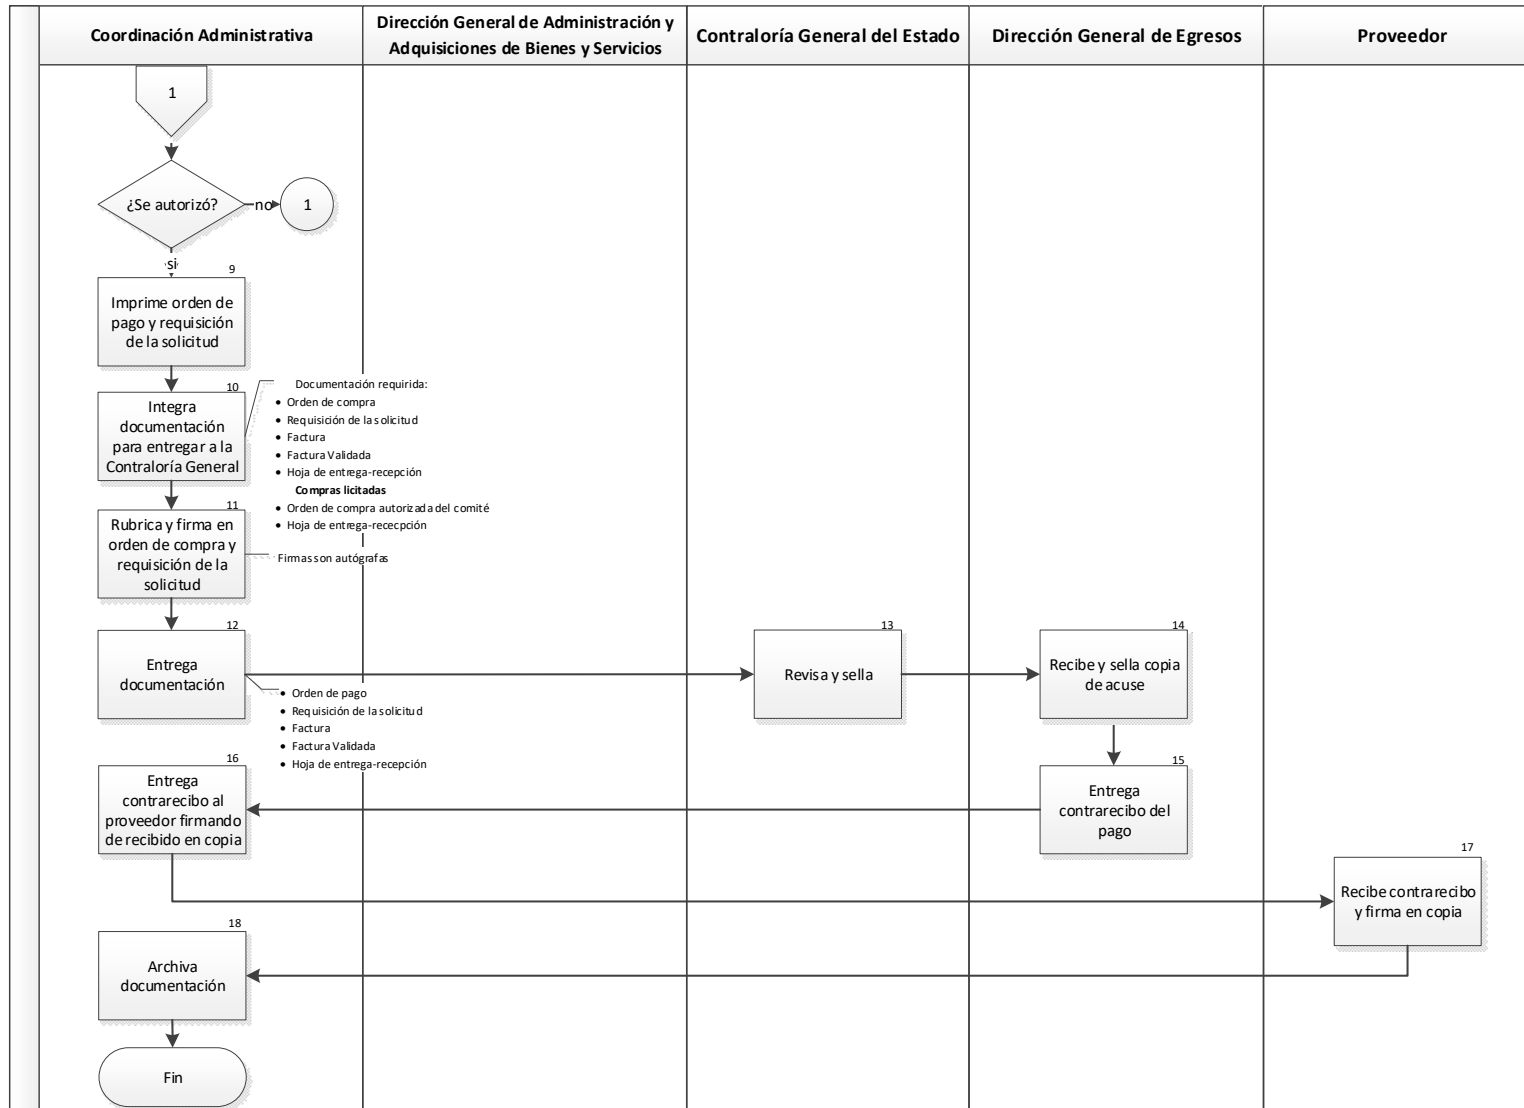 Coordinación Administrativa
Dirección General de Administración y
Adquisiciones de Bienes y Servicios
Contraloría General del Estado
Dirección General de Egresos
Proveedor
1
¿Se autorizó?
no
1
si
9
Imprime orden de
pago y requisición
de la solicitud
10
Integra
documentación
para entregar a la
Contraloría General
Documentación requirida:
• Orden de compra
• Requisición de la solicitud
• Factura
• Factura Validada
• Hoja de entrega-recepción
Compras licitadas
• Orden de compra autorizada del comité
• Hoja de entrega-rececpción
11
Rubrica y firma en
orden de compra y
requisición de la
solicitud
Firmas son autógrafas
12
Entrega
documentación
• Orden de pago
• Requisición de la solicitud
• Factura
• Factura Validada
• Hoja de entrega-recepción
13
Revisa y sella
14
Recibe y sella copia
de acuse
15
Entrega
contrarecibo del
pago
16
Entrega
contrarecibo al
proveedor firmando
de recibido en copia
17
Recibe contrarecibo
y firma en copia
18
Archiva
documentación
Fin